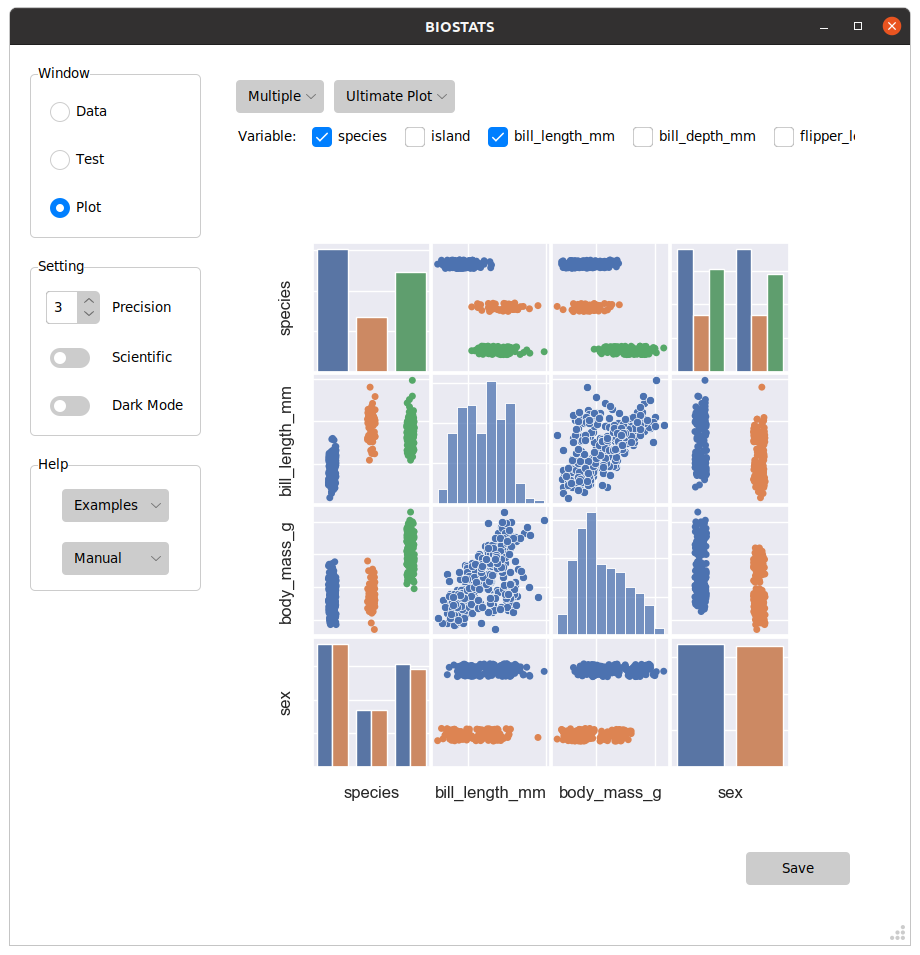 BIOSTATS
Window
Data
Test
Plot
Setting
3 Precision
Scientific
Dark Mode
Help
Examples
Manual
Multiple Ultimate Plot
Variable: species island bill_length_mm bill_depth_mm flipper_l
species
bill_length_mm
body_mass_g
sex
species bill_length_mm body_mass_g sex
Save